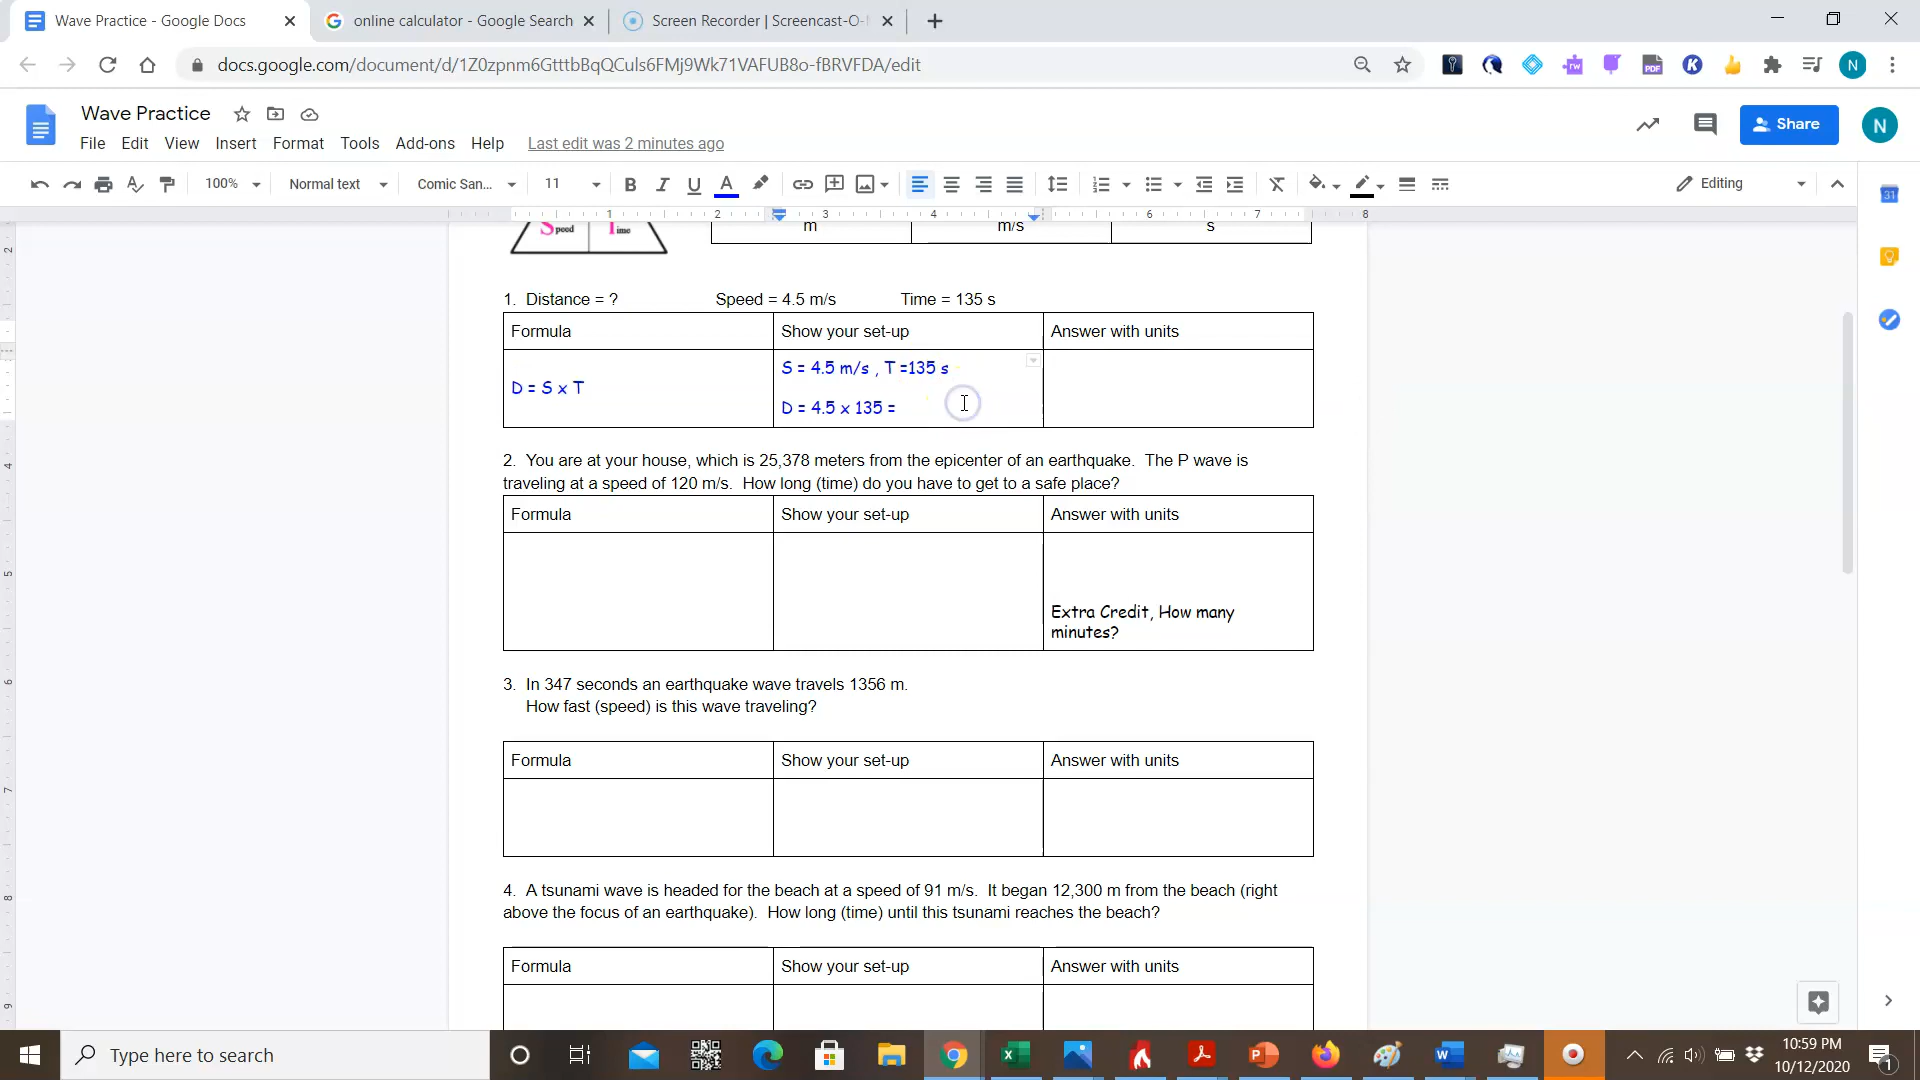 Wave Practice - Google Docs
online calculator - Google Search
Screen Recorder | Screencast-O-
docs.google.com/document/d/1Z0zpnm6GtttbBqQCuls6FMj9Wk71VAFUB8o-fBRVFDA/edit
N
Wave Practice
Share
N
File Edit View Insert Format Tools Add-ons Help Last edit was 2 minutes ago
100% Normal text Comic San... 11 B I U A Editing
1 2 3 4 6 7 8
Speed Time m m/s s
1. Distance = ? Speed = 4.5 m/s Time = 135 s
Formula Show your set-up Answer with units
S = 4.5 m/s , T =135 s
D = S x T
D = 4.5 x 135 =
2. You are at your house, which is 25,378 meters from the epicenter of an earthquake. The P wave is
traveling at a speed of 120 m/s. How long (time) do you have to get to a safe place?
Formula Show your set-up Answer with units
Extra Credit, How many
minutes?
3. In 347 seconds an earthquake wave travels 1356 m.
How fast (speed) is this wave traveling?
Formula Show your set-up Answer with units
4. A tsunami wave is headed for the beach at a speed of 91 m/s. It began 12,300 m from the beach (right
above the focus of an earthquake). How long (time) until this tsunami reaches the beach?
Formula Show your set-up Answer with units
Type here to search
10:59 PM
10/12/2020
1